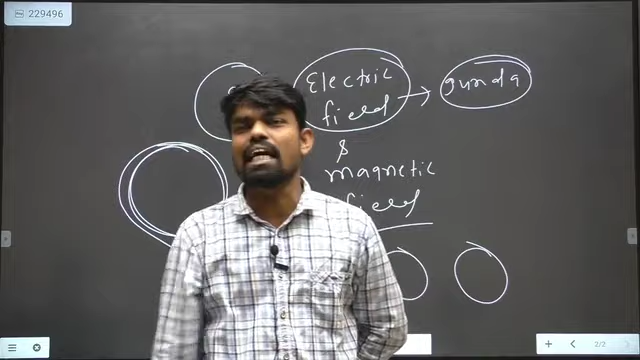 229496
Electric
field → gunda
&
magnetic
field
2/2